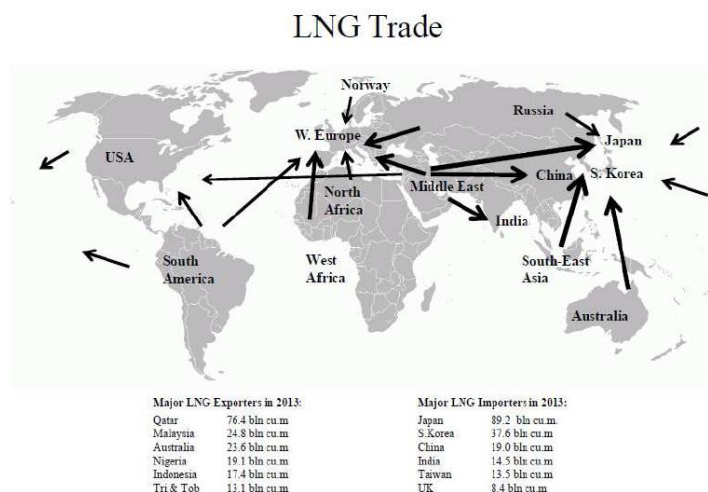 LNG Trade
Norway
Russia
W. Europe
Japan
USA
China
S. Korea
North
Africa
Middle East
India
South
America
West
Africa
South-East
Asia
Australia
Major LNG Exporters in 2013:
Qatar 76.4 bln cu.m
Malaysia 24.8 bln cu.m
Australia 23.6 bln cu.m
Nigeria 19.1 bln cu.m
Indonesia 17.4 bln cu.m
Tri & Tob 13.1 bln cu.m
Major LNG Importers in 2013:
Japan 89.2 bln cu.m.
S.Korea 37.6 bln cu.m
China 19.0 bln cu.m
India 14.5 bln cu.m
Taiwan 13.5 bln cu.m
UK 8.4 bln cu.m